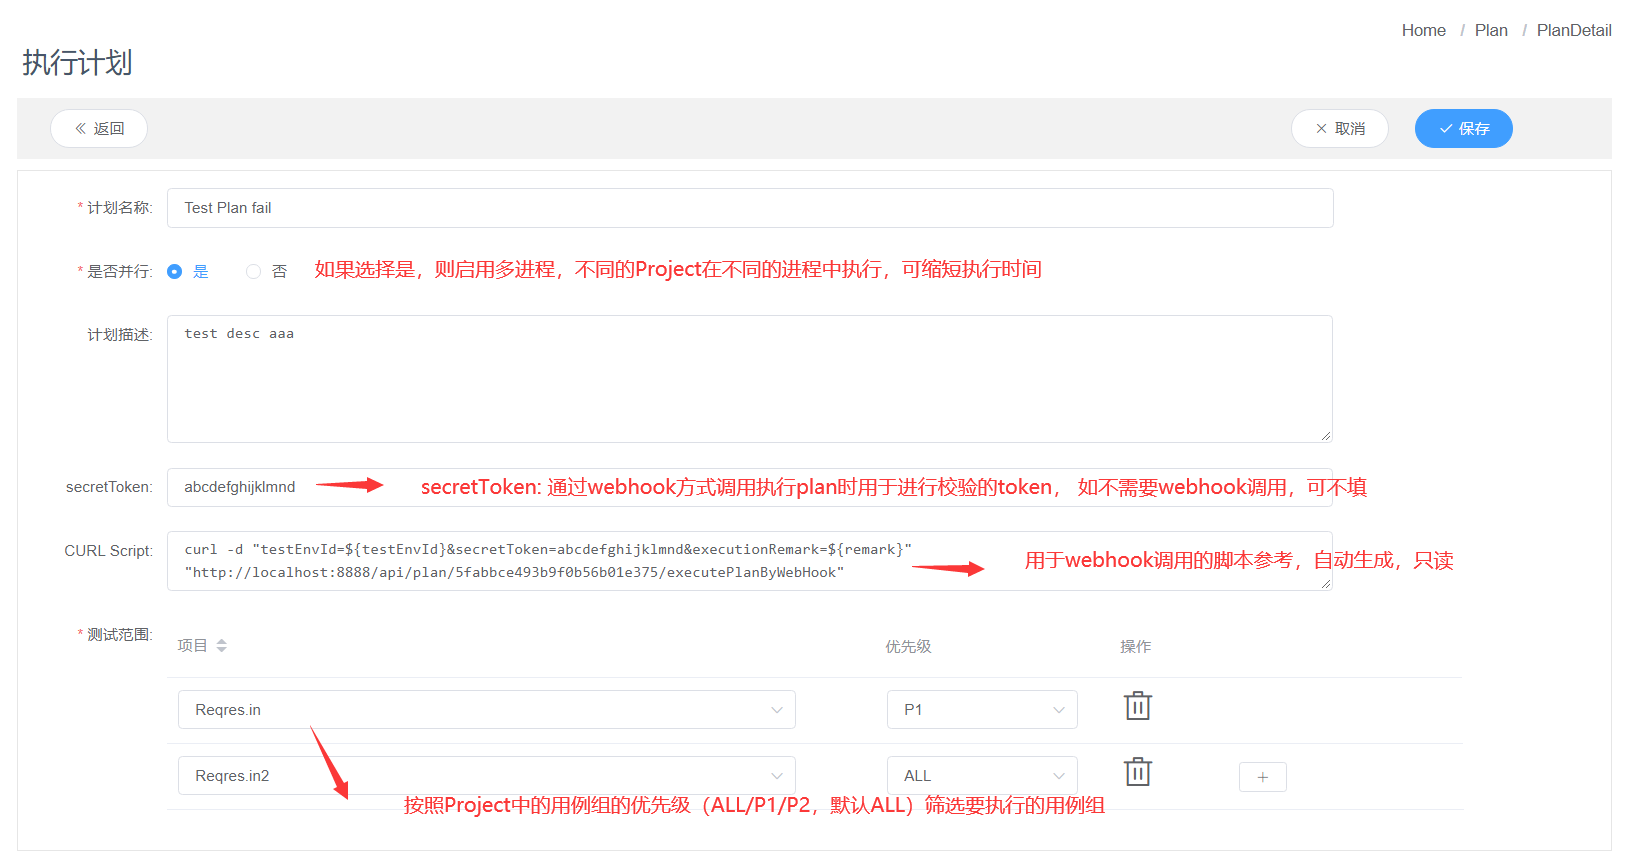 Home / Plan / PlanDetail
执行计划
返回
取消
保存
* 计划名称:
Test Plan fail
* 是否并行:
是
否
如果选择是，则启用多进程，不同的Project在不同的进程中执行，可缩短执行时间
计划描述:
test desc aaa
secretToken:
abcdefghijklmnd
secretToken: 通过webhook方式调用执行plan时用于进行校验的token， 如不需要webhook调用，可不填
CURL Script:
curl -d "testEnvId=${testEnvId}&secretToken=abcdefghijklmnd&executionRemark=${remark}"
"http://localhost:8888/api/plan/5fabbce493b9f0b56b01e375/executePlanByWebHook"
用于webhook调用的脚本参考，自动生成，只读
* 测试范围:
项目
优先级
操作
Reqres.in
P1
Reqres.in2
ALL
+
按照Project中的用例组的优先级（ALL/P1/P2，默认ALL）筛选要执行的用例组